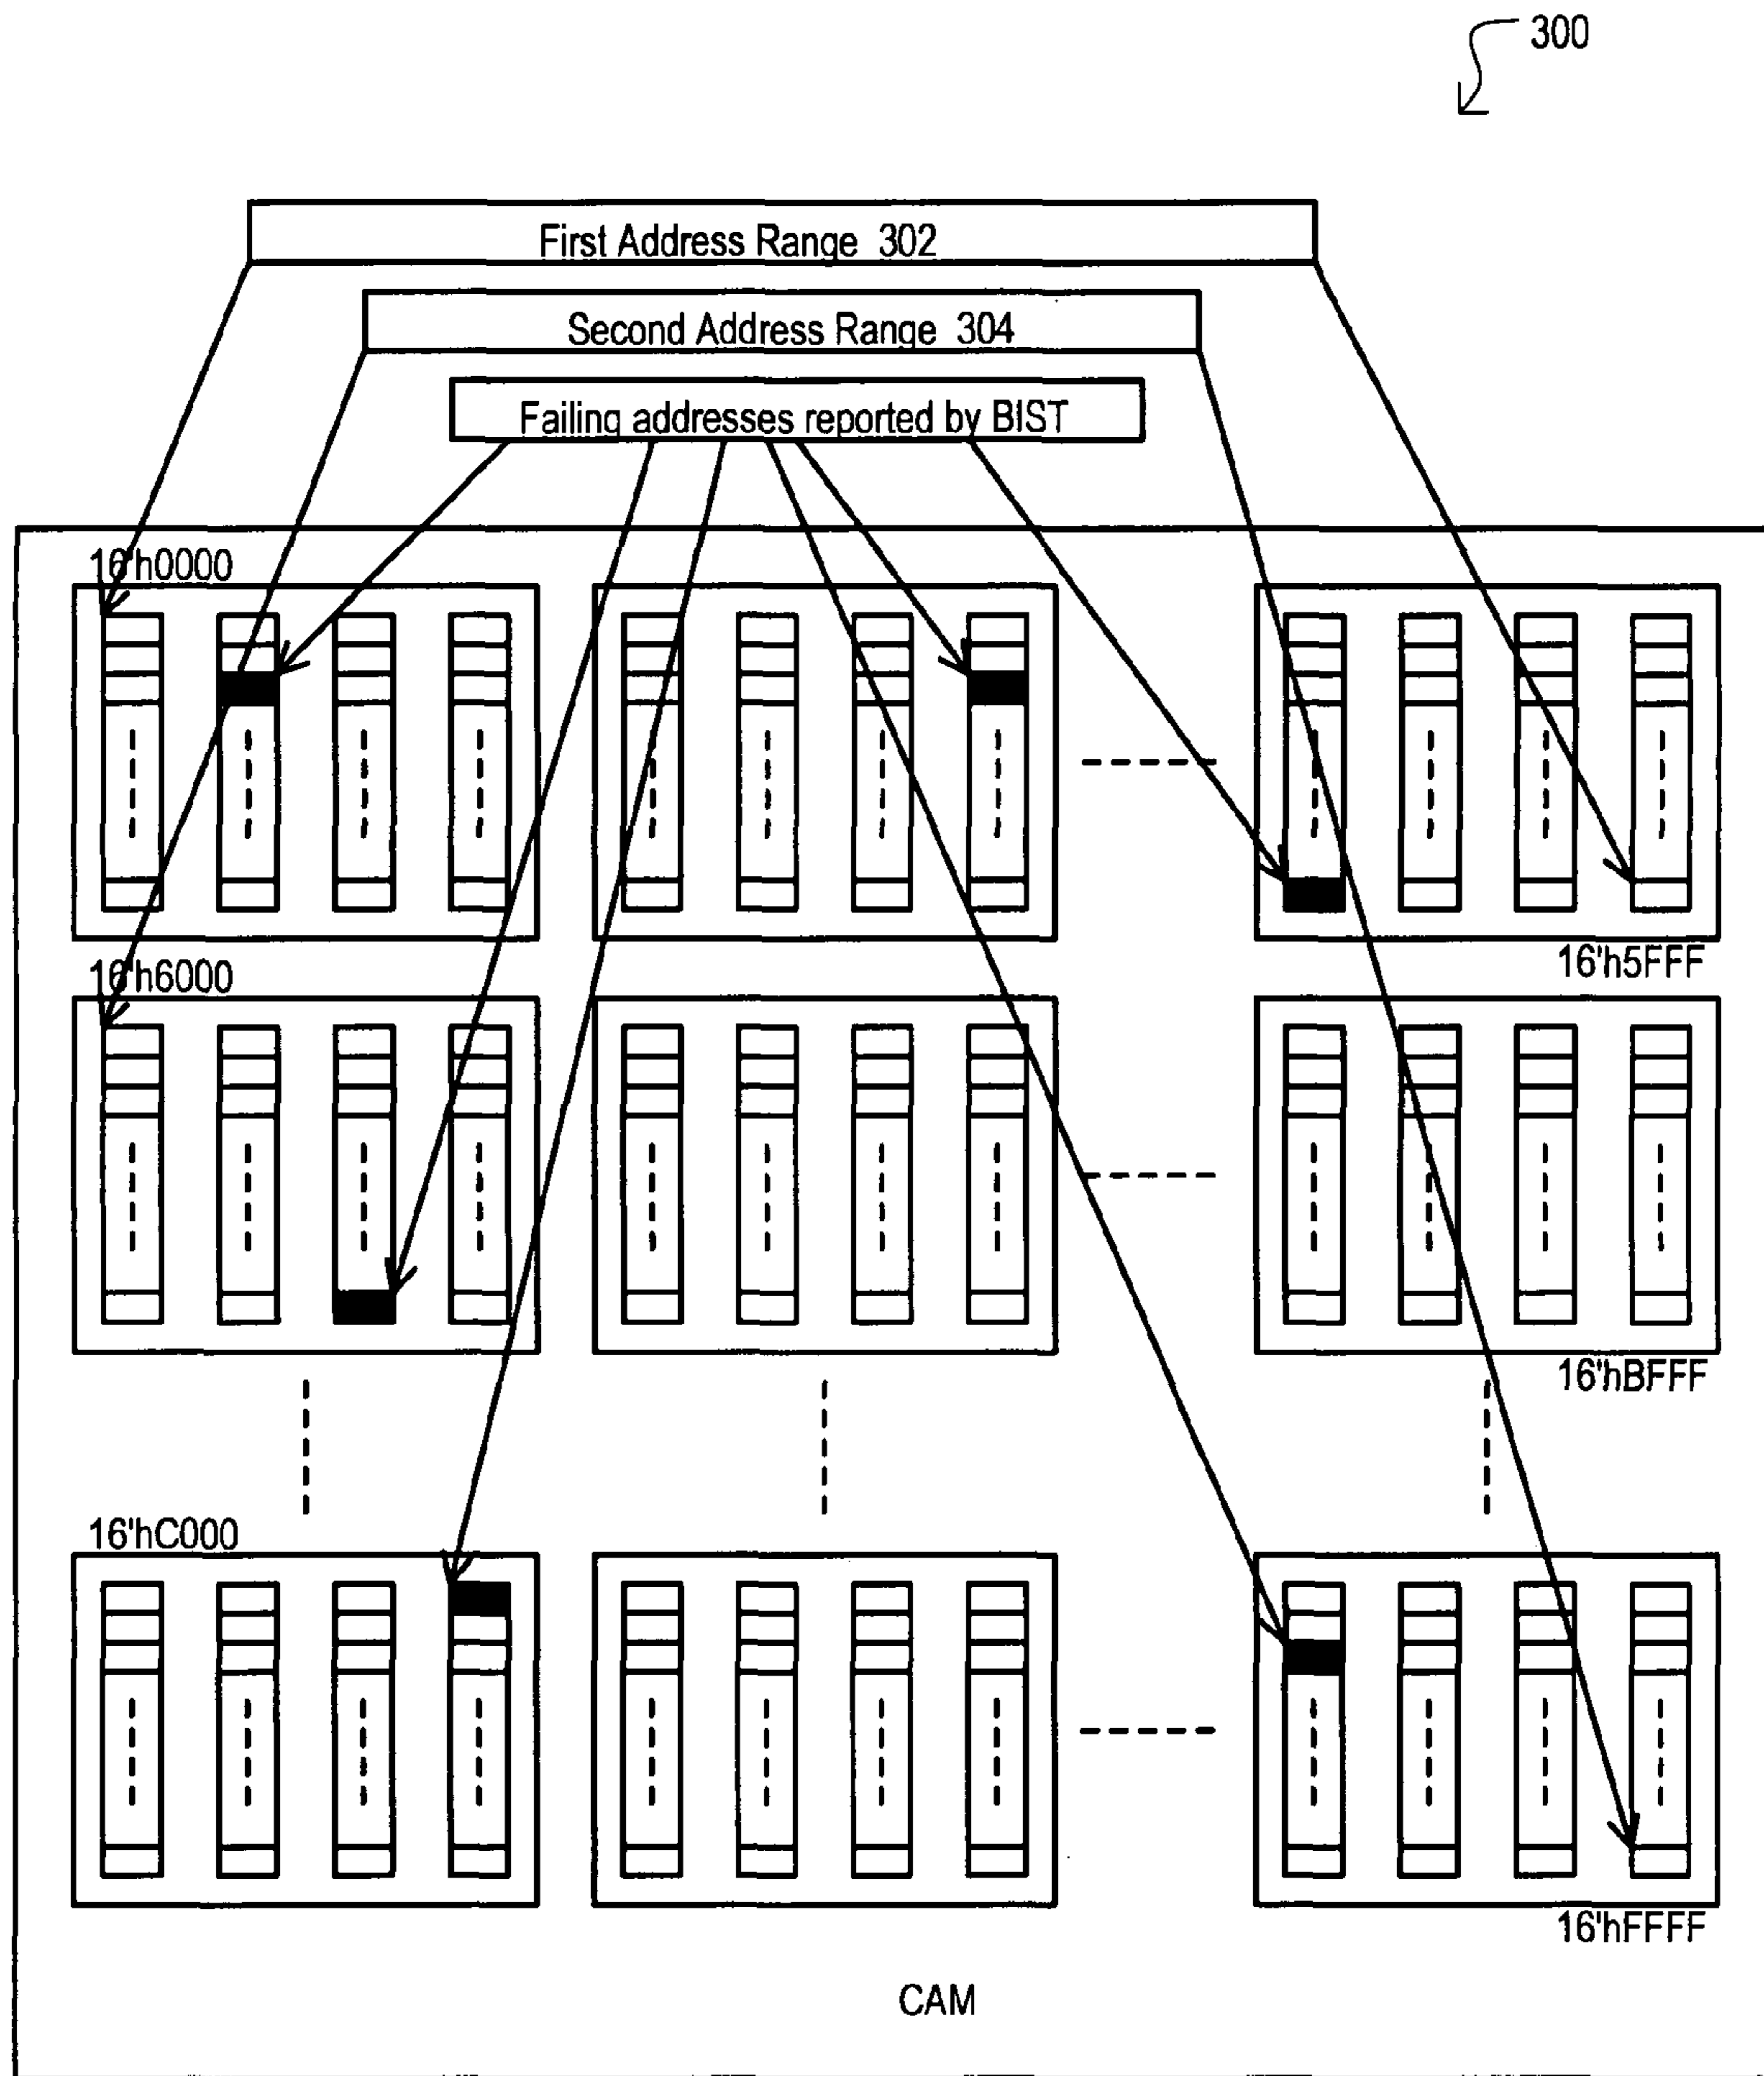 300
First Address Range 302
Second Address Range 304
Failing addresses reported by BIST
16'h0000
16'h5FFF
16'h6000
16'hBFFF
16'hC000
16'hFFFF
CAM